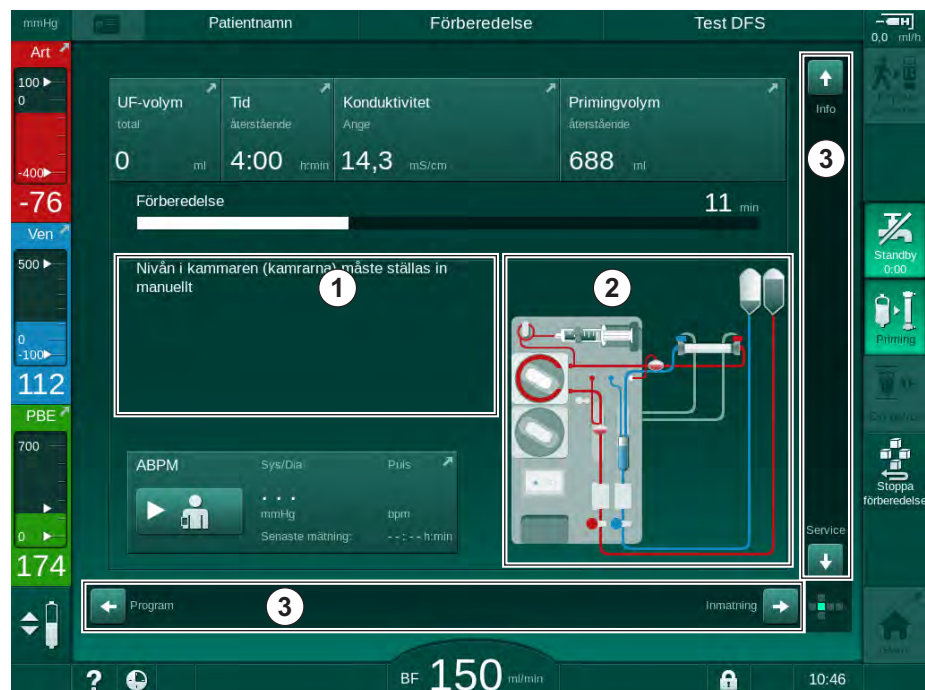 mmHg
Patientnamn
Förberedelse
Test DFS
0,0 ml/h
Art
100
0
-400
-76
Ven
500
0
-100
112
PBE
700
0
174
UF-volym
total
0 ml
Tid
återstående
4:00 h:min
Konduktivitet
Ange
14,3 mS/cm
Primingvolym
återstående
688 ml
Förberedelse
11 min
Nivån i kammaren (kamrarna) måste ställas in
manuellt
1
2
3
ABPM
Sys/Dia
Puls
. . .
mmHg
bpm
Senaste mätning:
--:-- h:min
Info
Service
Program
3
Inmatning
Standby
0:00
Priming
Stoppa
förberedelse
?
BF 150 ml/min
10:46